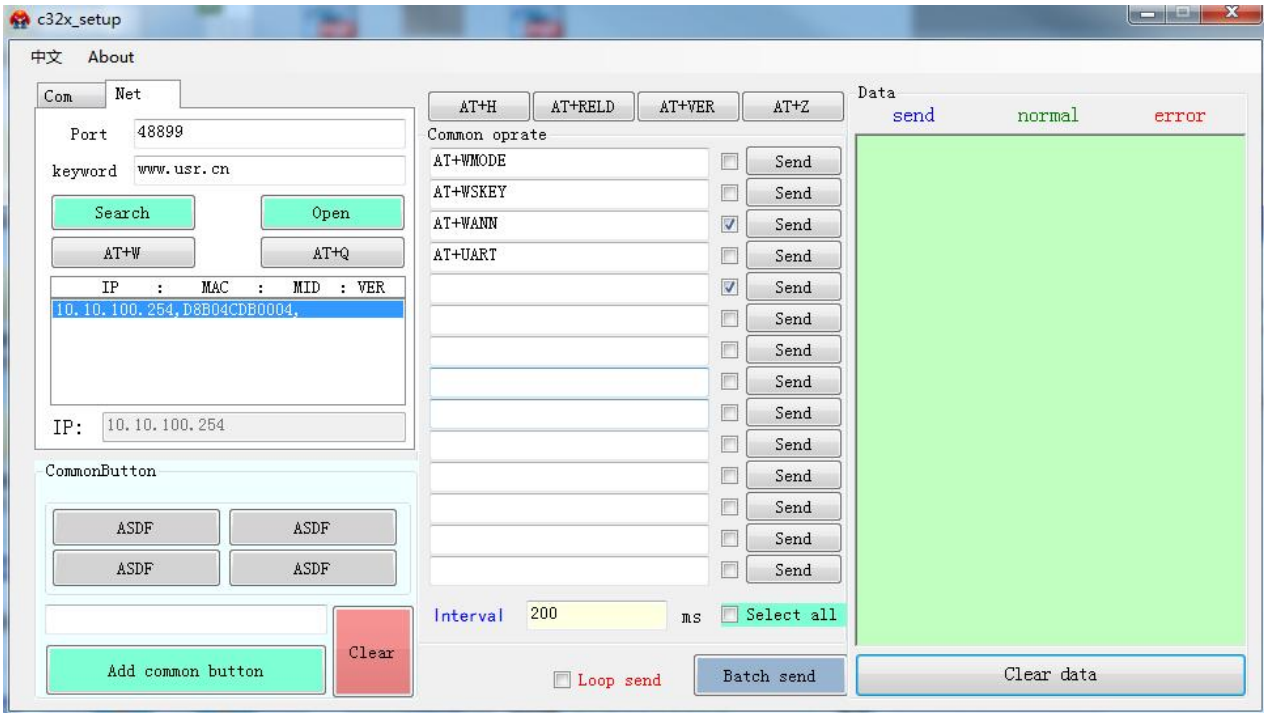 c32x_setup
中文 About
Com Net
Port 48899
keyword www.usr.cn
Search Open
AT+W AT+Q
IP : MAC : MID : VER
10.10.100.254,D8B04CDB0004,
IP: 10.10.100.254
CommonButton
ASDF ASDF
ASDF ASDF
Add common button
Clear
AT+H AT+RELD AT+VER AT+Z
Common oprate
AT+WMODE Send
AT+WSKEY Send
AT+WANN Send
AT+UART Send
Send
Send
Send
Send
Send
Send
Send
Send
Send
Send
Interval 200 ms Select all
Loop send Batch send
Data
send normal error
Clear data